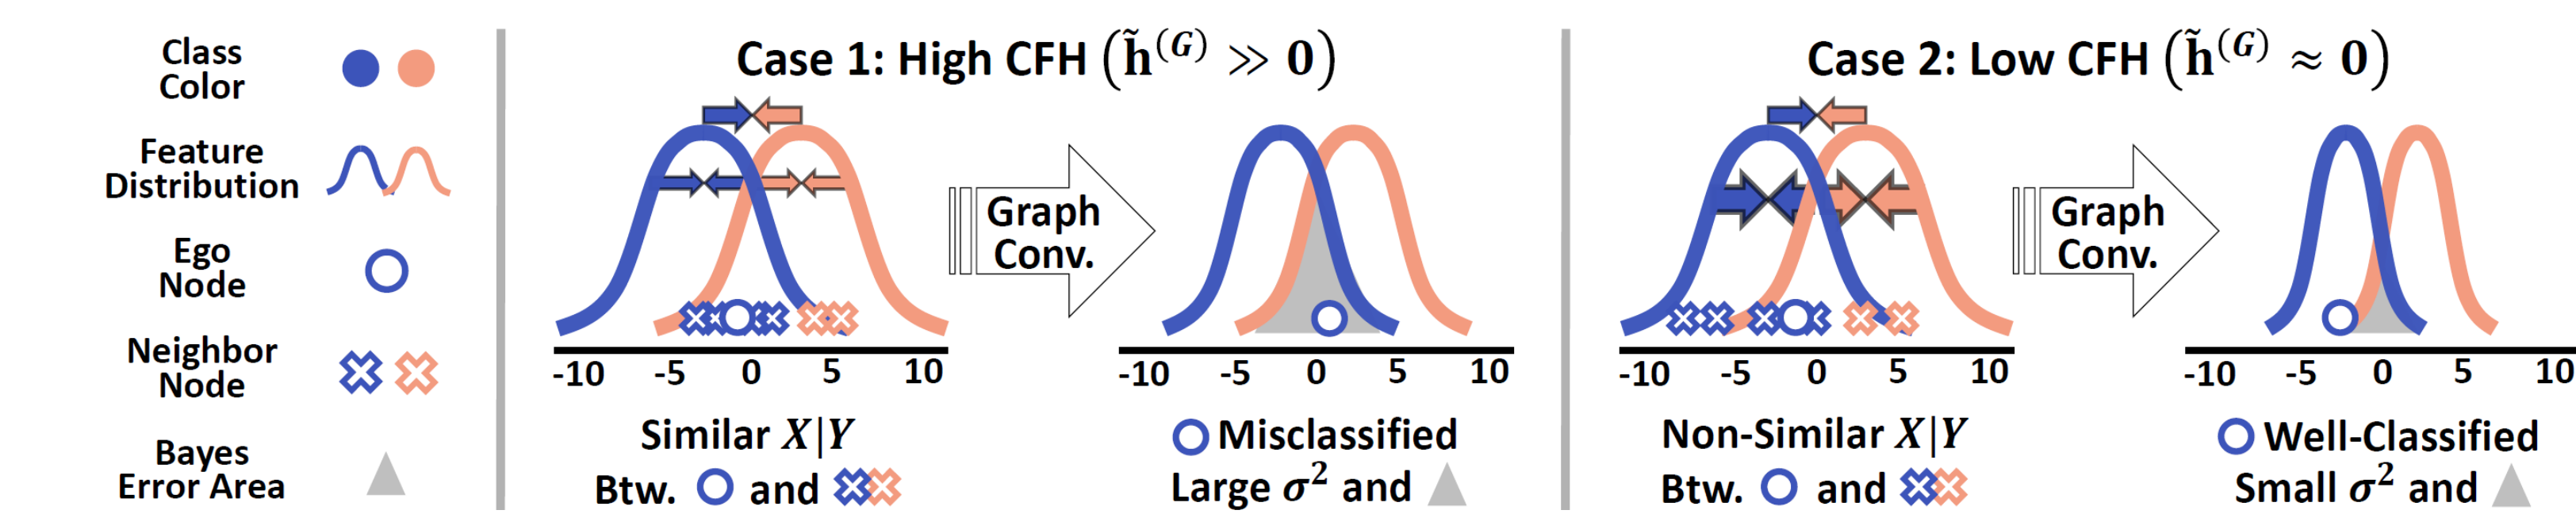 Class
Color
Feature
Distribution
Ego
Node
Neighbor
Node
Bayes
Error Area
Case 1: High CFH (h̃^(G) ≫ 0)
Graph
Conv.
-10 -5 0 5 10
-10 -5 0 5 10
Similar X|Y
Btw. and
Misclassified
Large σ² and
Case 2: Low CFH (h̃^(G) ≈ 0)
Graph
Conv.
-10 -5 0 5 10
-10 -5 0 5 10
Non-Similar X|Y
Btw. and
Well-Classified
Small σ² and